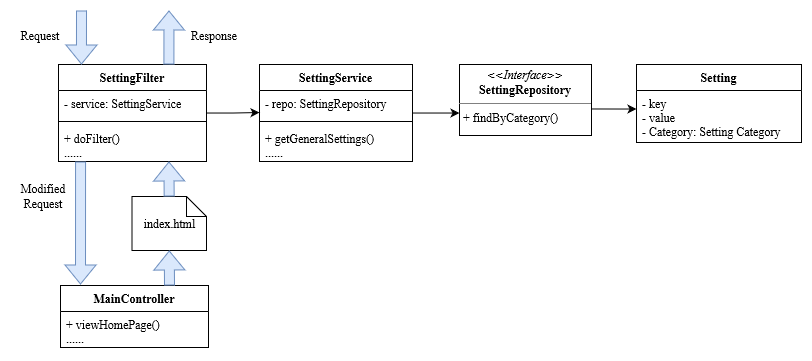 Request
Response
SettingFilter
- service: SettingService
+ doFilter()
......
SettingService
- repo: SettingRepository
+ getGeneralSettings()
......
<<Interface>>
SettingRepository
+ findByCategory()
Setting
- key
- value
- Category: Setting Category
Modified
Request
index.html
MainController
+ viewHomePage()
......